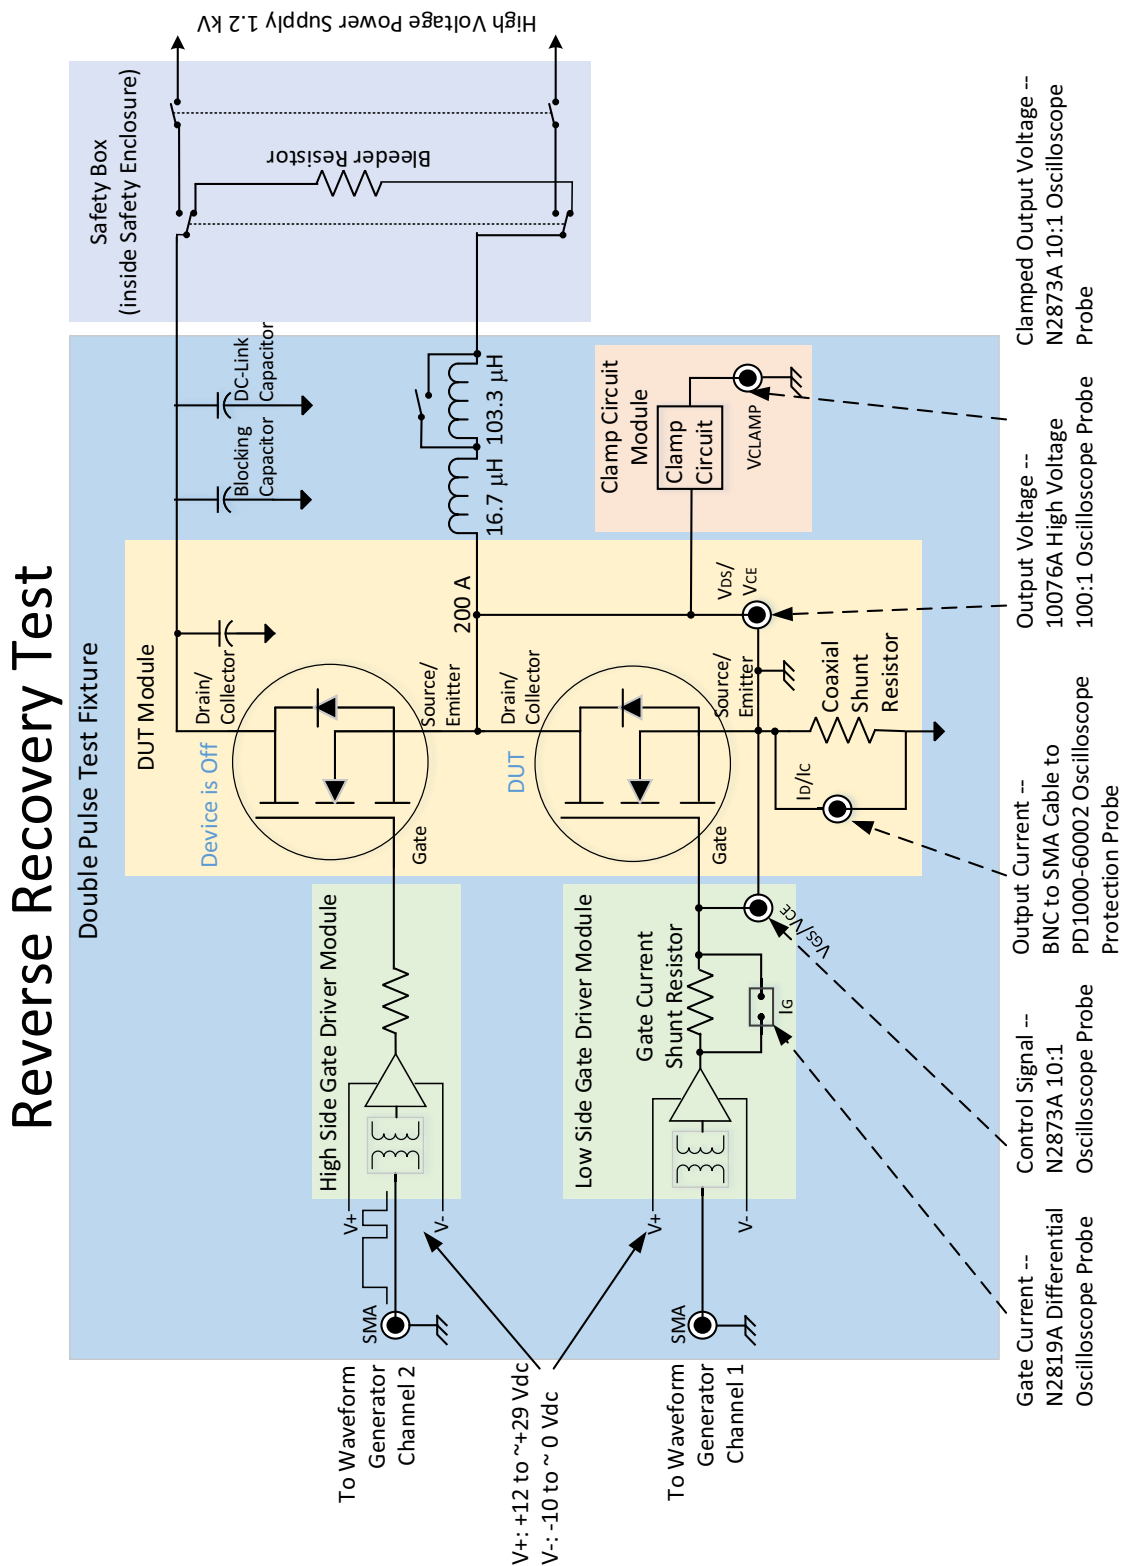 Reverse Recovery Test
Double Pulse Test Fixture
Safety Box
(inside Safety Enclosure)
High Voltage Power Supply 1.2 kV
Bleeder Resistor
DUT Module
Device is Off
Drain/
Collector
Blocking
Capacitor
DC-Link
Capacitor
To Waveform
Generator
Channel 2
SMA
V+
V-
High Side Gate Driver Module
Gate
Source/
Emitter
200 A
16.7 µH
103.3 µH
V+: +12 to ~+29 Vdc
V-: -10 to ~ 0 Vdc
DUT
Drain/
Collector
Clamp Circuit
Module
Clamp
Circuit
VCLAMP
To Waveform
Generator
Channel 1
SMA
V+
V-
Low Side Gate Driver Module
Gate Current
Shunt Resistor
IG
Gate
Source/
Emitter
VDS/
VCE
VGS/VCE
ID/IC
Coaxial
Shunt
Resistor
Gate Current --
N2819A Differential
Oscilloscope Probe
Control Signal --
N2873A 10:1
Oscilloscope Probe
Output Current --
BNC to SMA Cable to
PD1000-60002 Oscilloscope
Protection Probe
Output Voltage --
10076A High Voltage
100:1 Oscilloscope Probe
Clamped Output Voltage --
N2873A 10:1 Oscilloscope
Probe